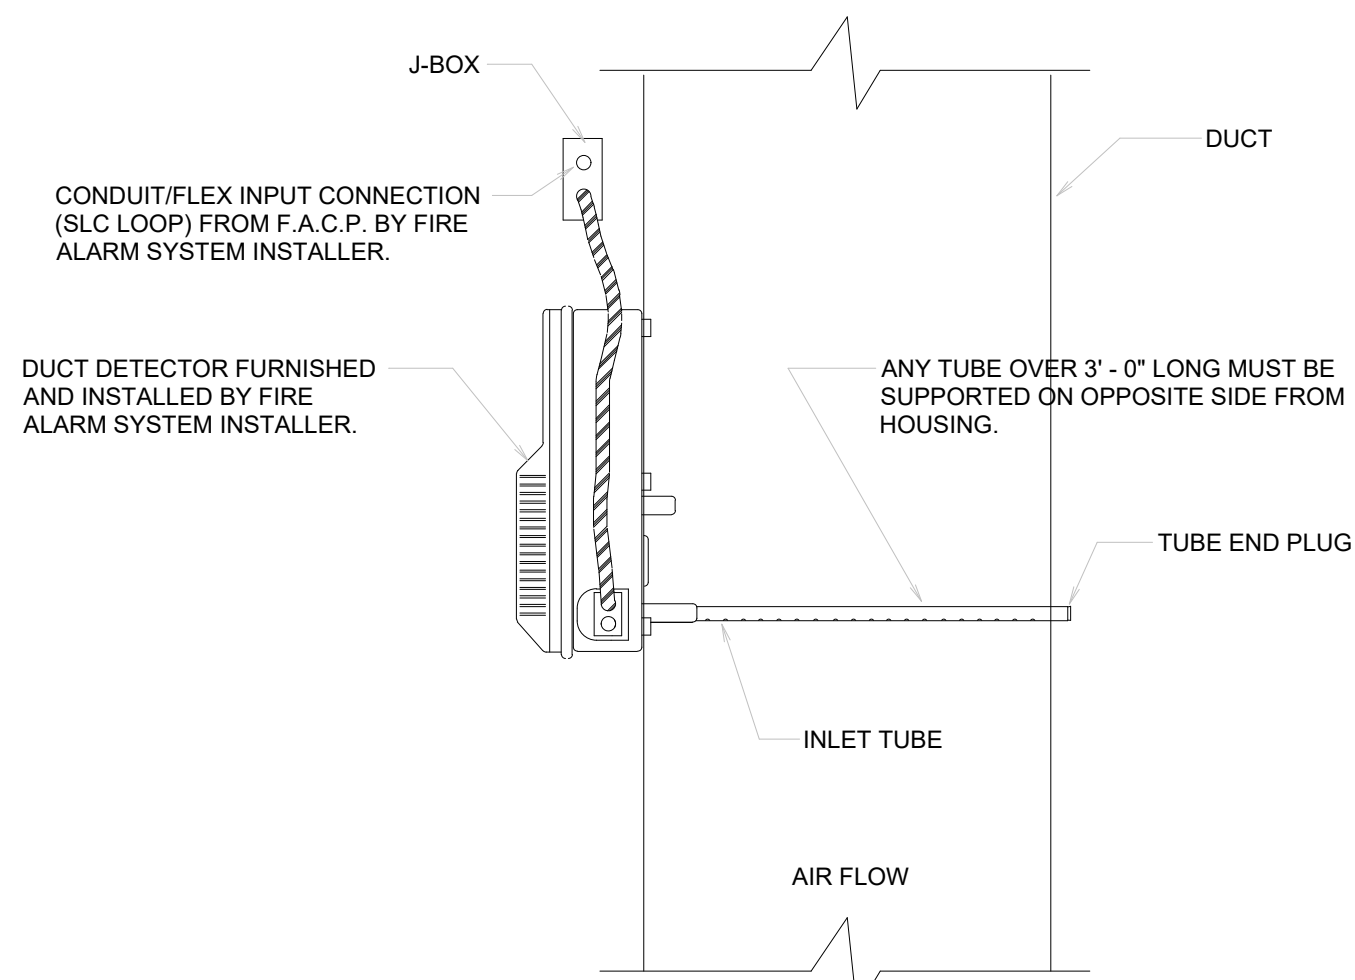 J-BOX
DUCT
CONDUIT/FLEX INPUT CONNECTION
(SLC LOOP) FROM F.A.C.P. BY FIRE
ALARM SYSTEM INSTALLER.
DUCT DETECTOR FURNISHED
AND INSTALLED BY FIRE
ALARM SYSTEM INSTALLER.
ANY TUBE OVER 3' - 0" LONG MUST BE
SUPPORTED ON OPPOSITE SIDE FROM
HOUSING.
TUBE END PLUG
INLET TUBE
AIR FLOW